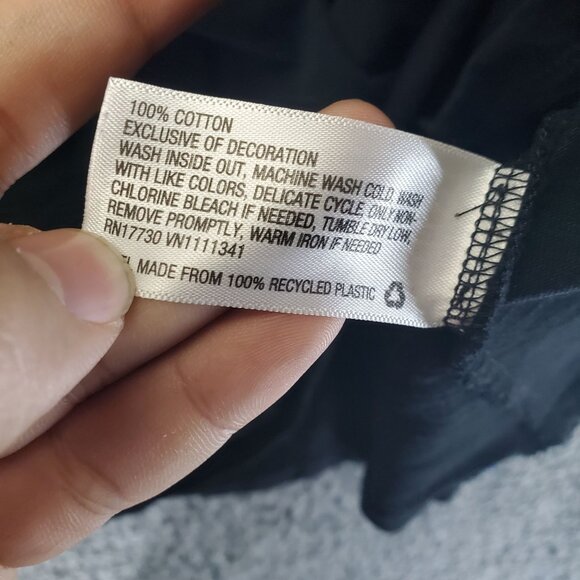 100% COTTON
EXCLUSIVE OF DECORATION
WASH INSIDE OUT, MACHINE WASH COLD, WASH
WITH LIKE COLORS, DELICATE CYCLE, ONLY NON-
CHLORINE BLEACH IF NEEDED, TUMBLE DRY LOW,
REMOVE PROMPTLY, WARM IRON IF NEEDED
RN17730 VN1111341
MADE FROM 100% RECYCLED PLASTIC